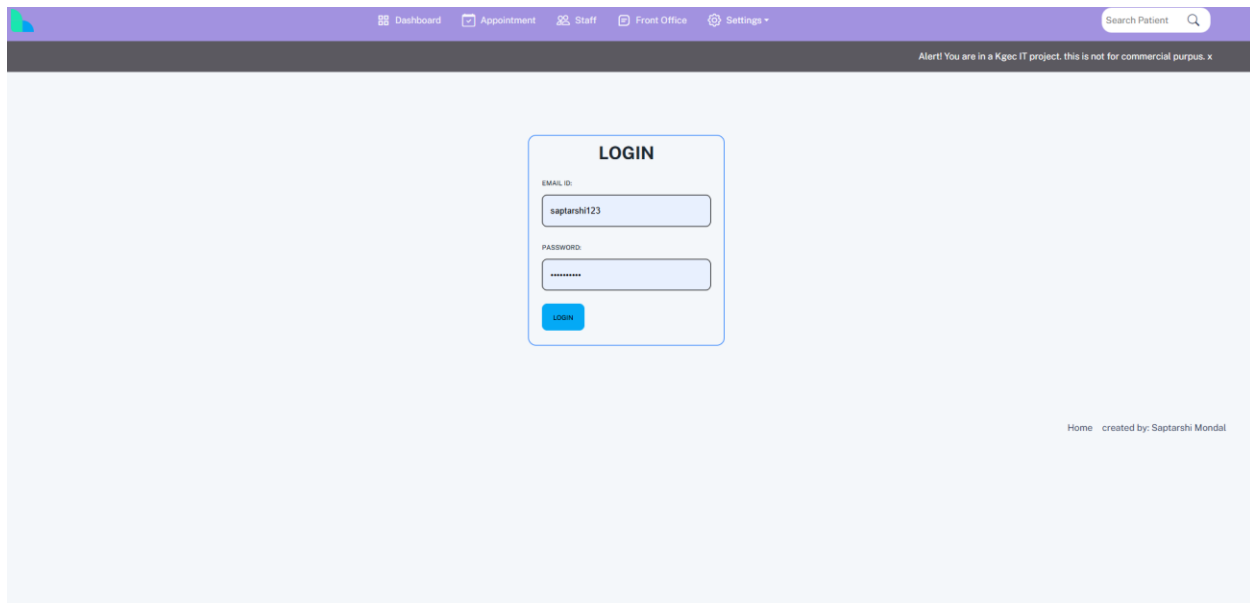 Dashboard Appointment Staff Front Office Settings Search Patient
Alert! You are in a Kgec IT project. this is not for commercial purpus. x
LOGIN
EMAIL ID:
saptarshi123
PASSWORD:
••••••••••
LOGIN
Home created by: Saptarshi Mondal